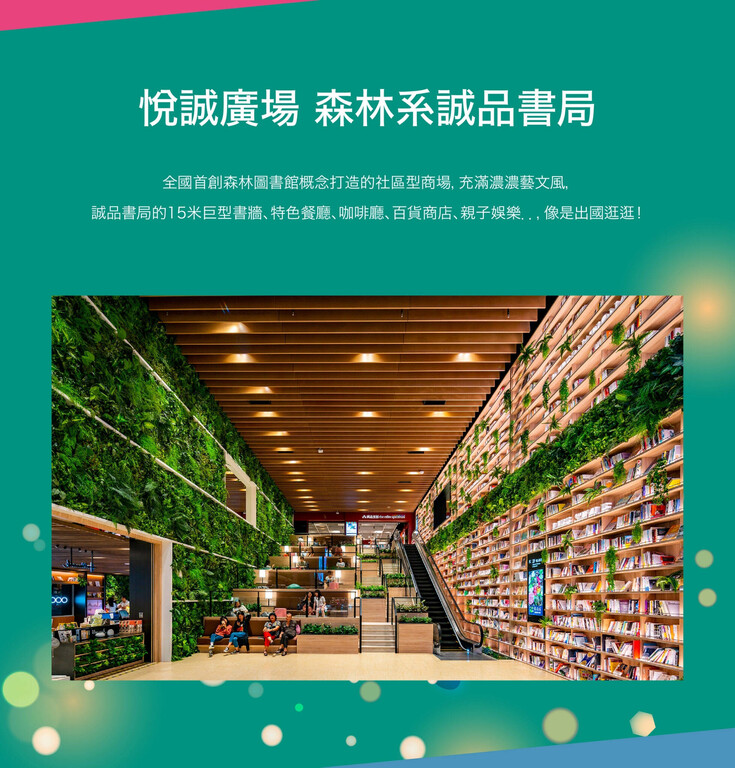 悅誠廣場 森林系誠品書局
全國首創森林圖書館概念打造的社區型商場, 充滿濃濃藝文風,
誠品書局的15米巨型書牆、特色餐廳、咖啡廳、百貨商店、親子娛樂..., 像是出國逛逛!